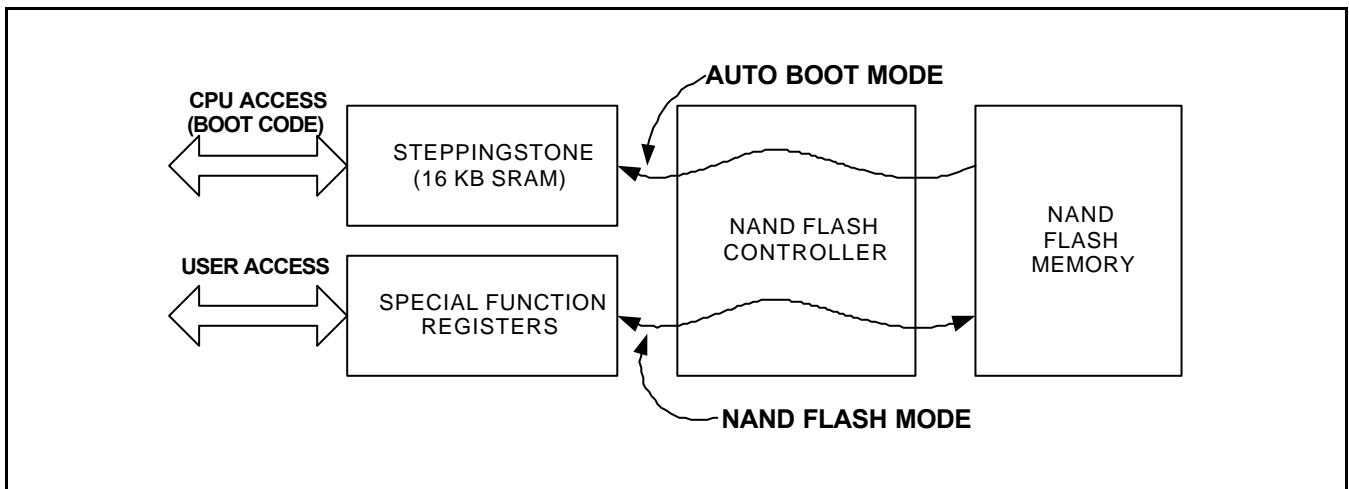 AUTO BOOT MODE
CPU ACCESS
(BOOT CODE)
STEPPINGSTONE
(16 KB SRAM)
NAND FLASH
CONTROLLER
NAND
FLASH
MEMORY
USER ACCESS
SPECIAL FUNCTION
REGISTERS
NAND FLASH MODE